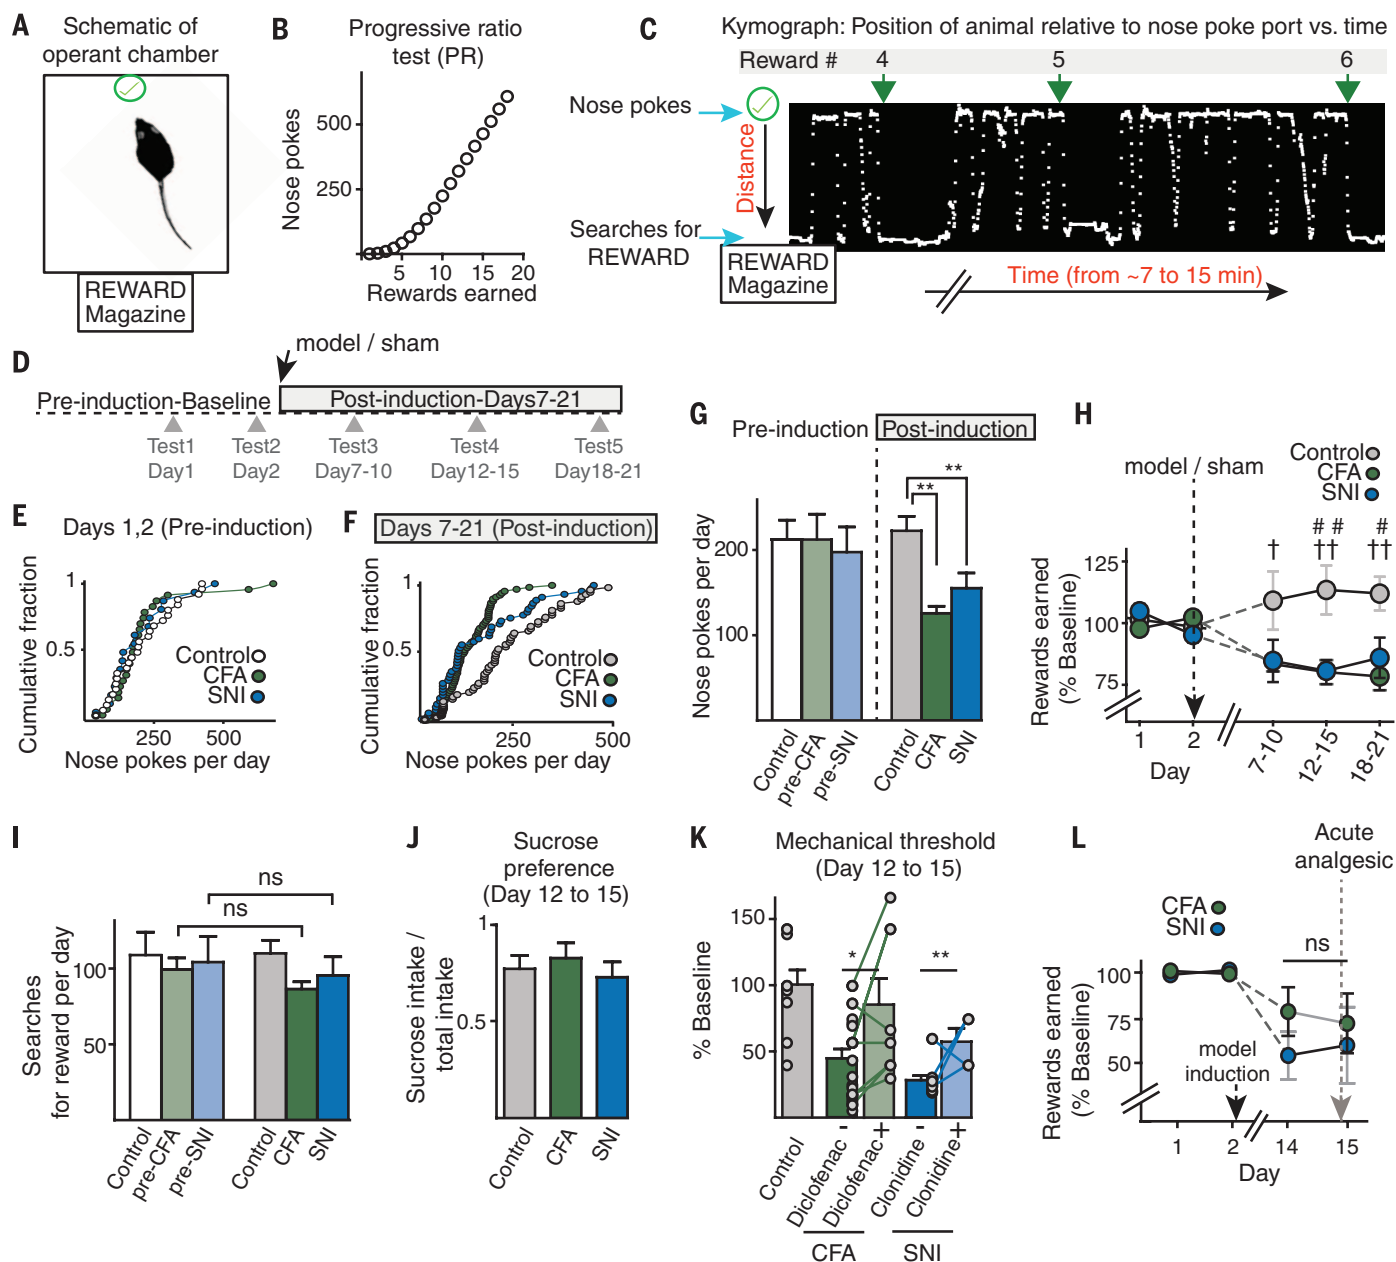 A
Schematic of
operant chamber
REWARD
Magazine
B
Progressive ratio
test (PR)
Nose pokes
500
250
5
10
15
20
Rewards earned
C
Kymograph: Position of animal relative to nose poke port vs. time
Reward #
4
5
6
Nose pokes
Distance
Searches for
REWARD
REWARD
Magazine
Time (from ~7 to 15 min)
D
model / sham
Pre-induction-Baseline
Post-induction-Days7-21
Test1
Day1
Test2
Day2
Test3
Day7-10
Test4
Day12-15
Test5
Day18-21
E
Days 1,2 (Pre-induction)
Cumulative fraction
1
0.5
Control
CFA
SNI
250
500
Nose pokes per day
F
Days 7-21 (Post-induction)
Cumulative fraction
1
0.5
Control
CFA
SNI
250
500
Nose pokes per day
G
Pre-induction
Post-induction
**
**
Nose pokes per day
200
100
Control
pre-CFA
pre-SNI
Control
CFA
SNI
H
Control
CFA
SNI
model / sham
# #
#
†
††
††
Rewards earned
(% Baseline)
125
100
75
1
2
7-10
12-15
18-21
Day
I
ns
ns
Searches
for reward per day
100
50
Control
pre-CFA
pre-SNI
Control
CFA
SNI
J
Sucrose
preference
(Day 12 to 15)
Sucrose intake /
total intake
1
0.5
Control
CFA
SNI
K
Mechanical threshold
(Day 12 to 15)
% Baseline
150
100
50
*
**
Control
Diclofenac -
Diclofenac +
Clonidine -
Clonidine +
CFA
SNI
L
Acute
analgesic
CFA
SNI
ns
Rewards earned
(% Baseline)
100
75
50
model
induction
1
2
14
15
Day